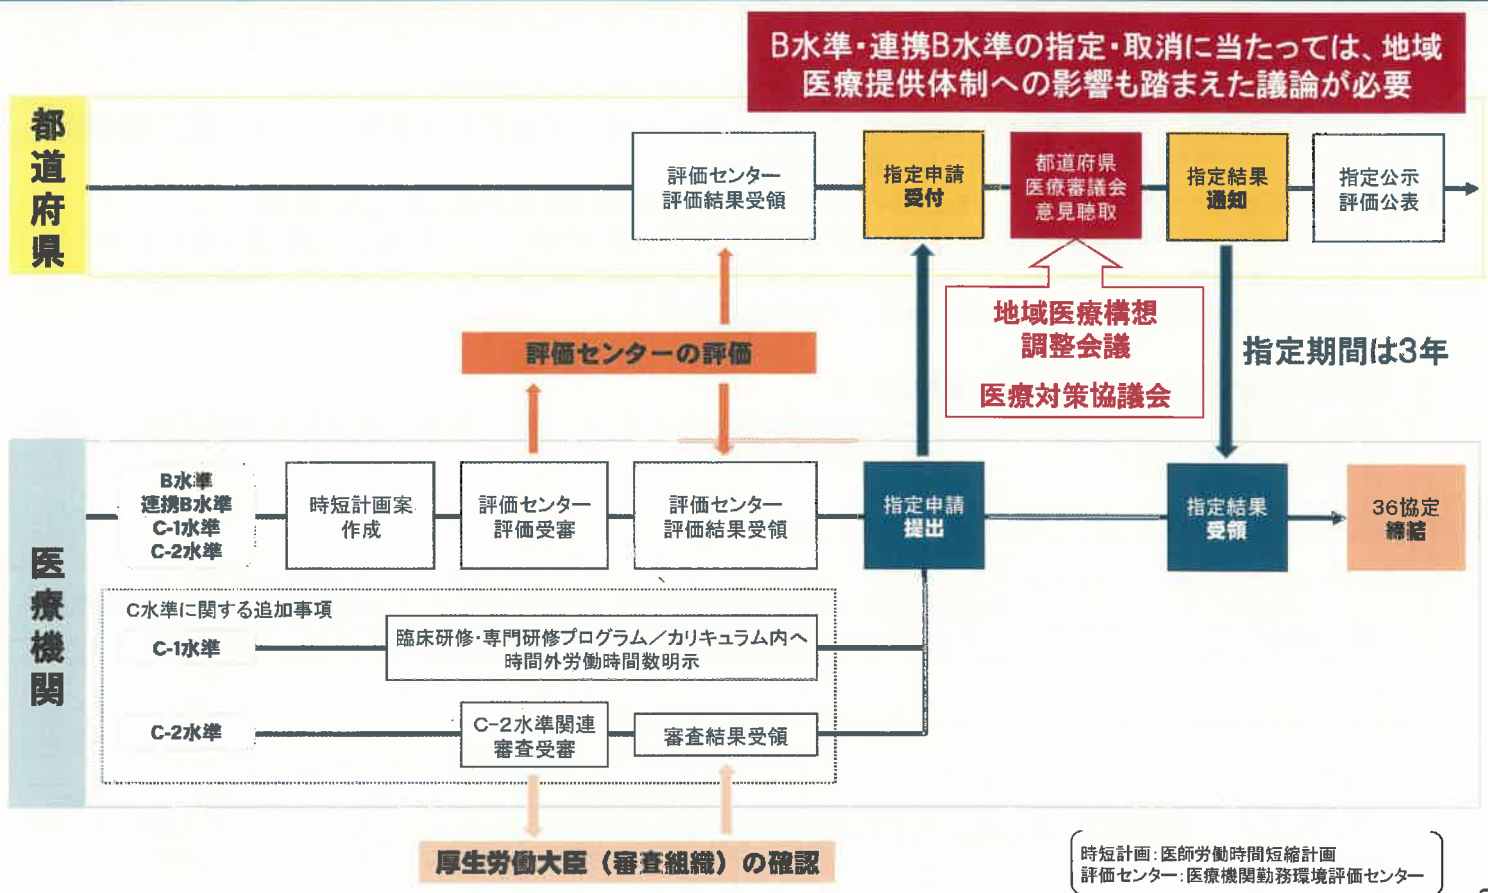 B水準・連携B水準の指定・取消に当たっては、地域
医療提供体制への影響も踏まえた議論が必要
都道府県
評価センター
評価結果受領
指定申請
受付
都道府県
医療審議会
意見聴取
指定結果
通知
指定公示
評価公表
地域医療構想
調整会議
医療対策協議会
指定期間は3年
評価センターの評価
医療機関
B水準
連携B水準
C-1水準
C-2水準
時短計画案
作成
評価センター
評価受審
評価センター
評価結果受領
指定申請
提出
指定結果
受領
36協定
締結
C水準に関する追加事項
C-1水準
臨床研修・専門研修プログラム／カリキュラム内へ
時間外労働時間数明示
C-2水準
C-2水準関連
審査受審
審査結果受領
厚生労働大臣（審査組織）の確認
時短計画：医師労働時間短縮計画
評価センター：医療機関勤務環境評価センター